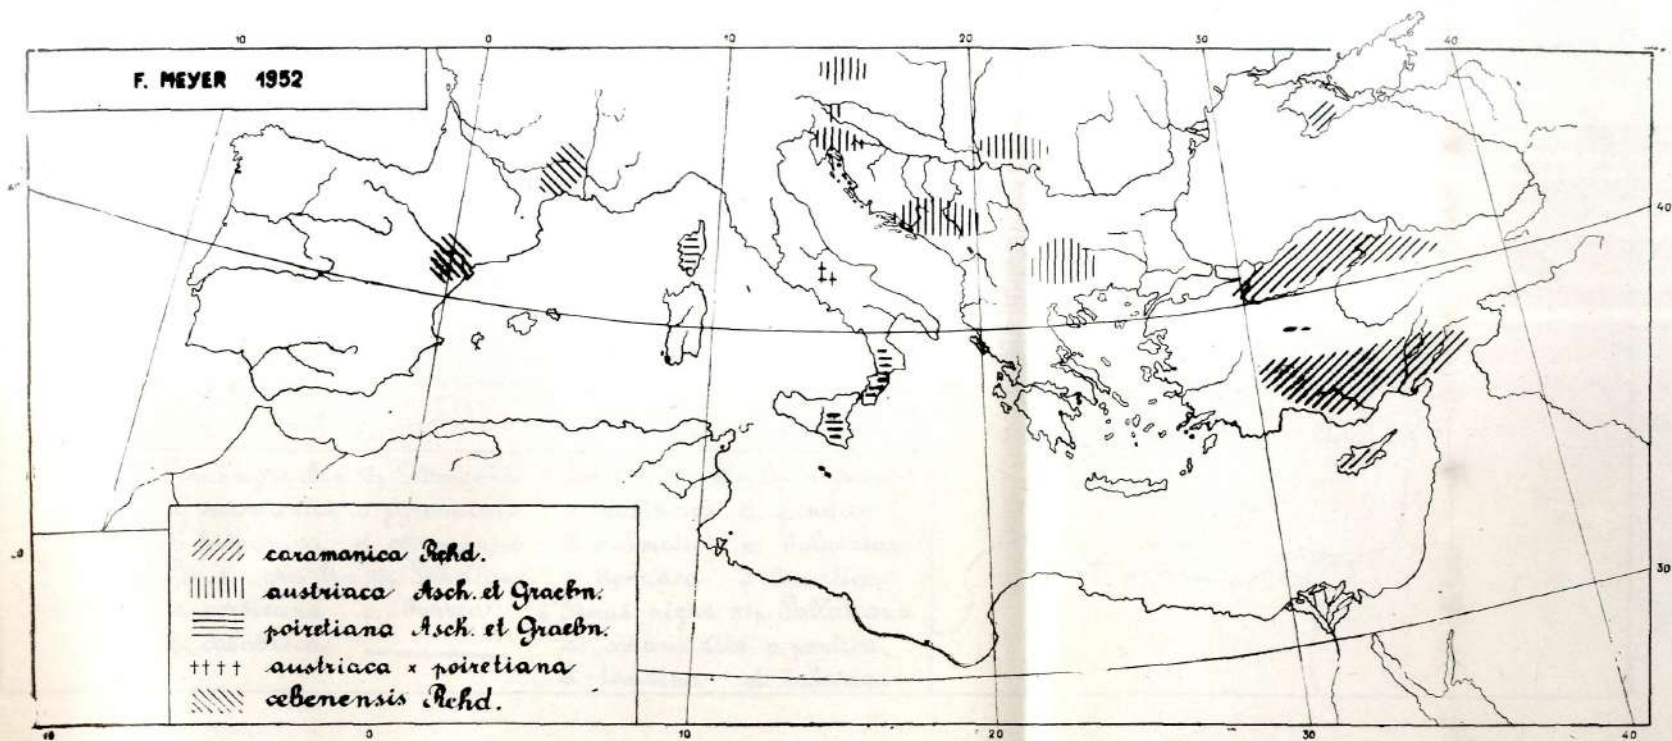 10 0 10 20 30 40
F. MEYER 1952
40
30
caramanica Rehd.
austriaca Asch. et Graebn.
poiretiana Asch. et Graebn.
austriaca x poiretiana
cebenensis Rehd.
10 0 10 20 30 40